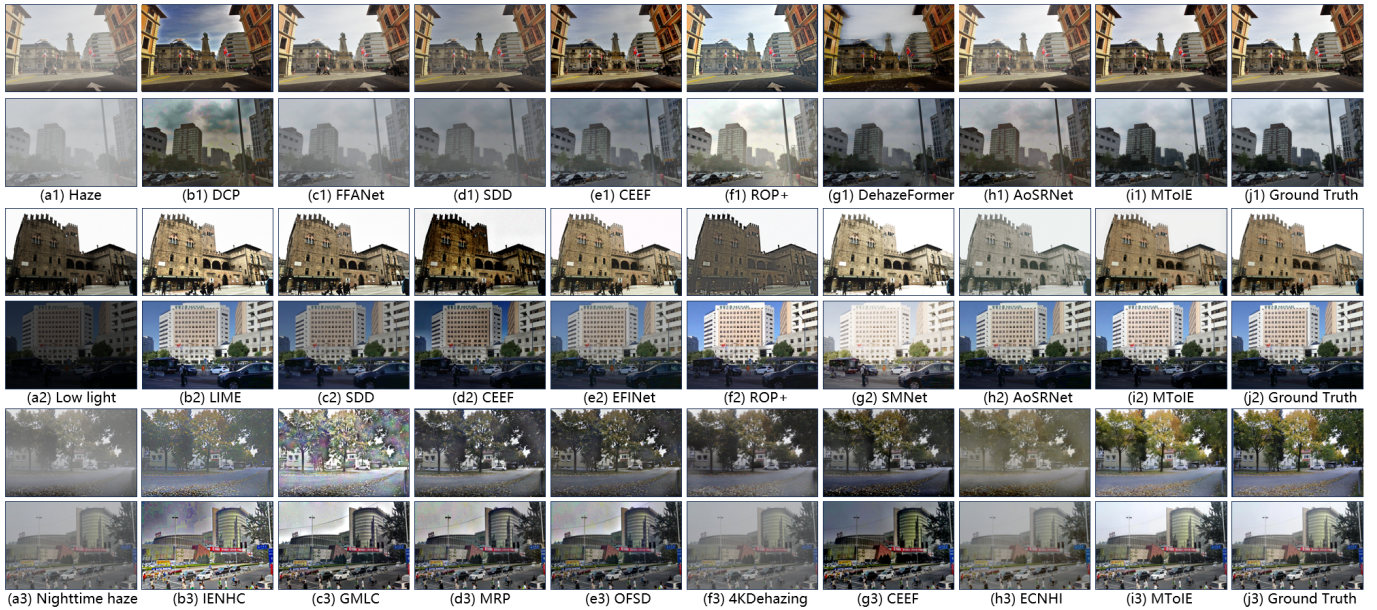 (a1) Haze (b1) DCP (c1) FFANet (d1) SDD (e1) CEEF (f1) ROP+ (g1) DehazeFormer (h1) AoSRNet (i1) MToIE (j1) Ground Truth
(a2) Low light (b2) LIME (c2) SDD (d2) CEEF (e2) EFINet (f2) ROP+ (g2) SMNet (h2) AoSRNet (i2) MToIE (j2) Ground Truth
(a3) Nighttime haze (b3) IENHC (c3) GMLC (d3) MRP (e3) OFSD (f3) 4KDehazing (g3) CEEF (h3) ECNHI (i3) MToIE (j3) Ground Truth